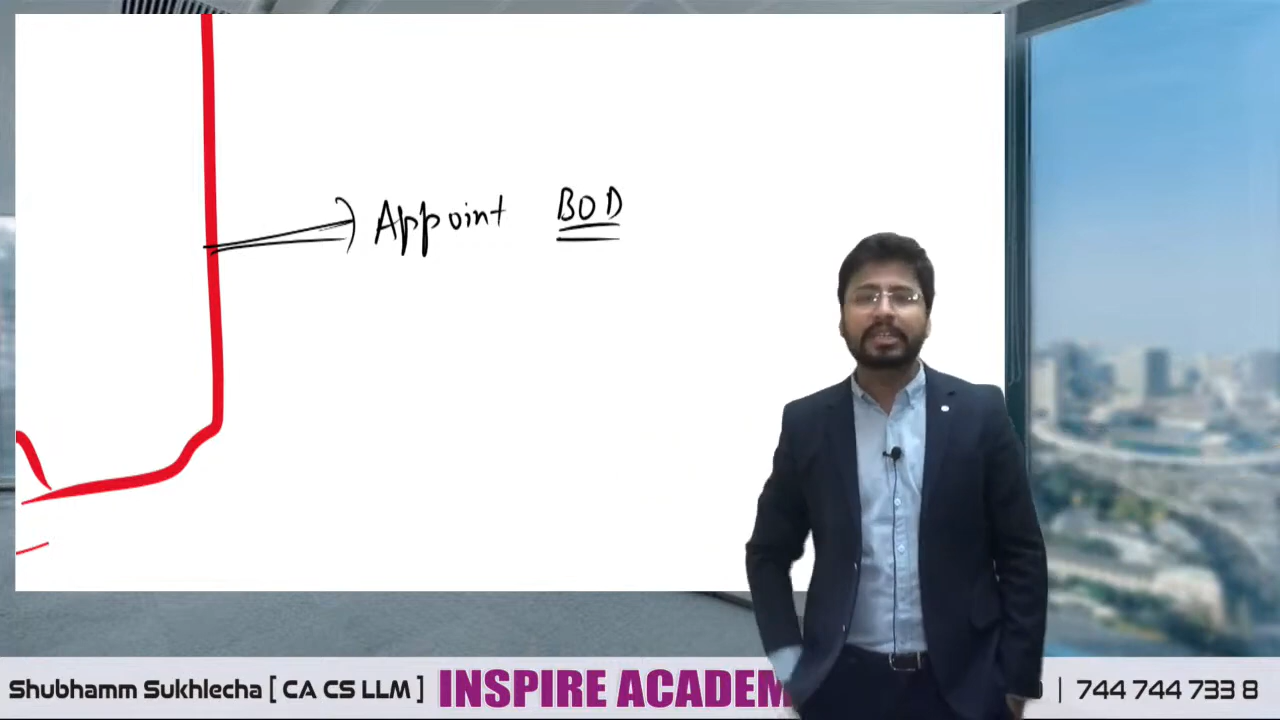 Appoint BOD
Shubhamm Sukhlecha [ CA CS LLM ] INSPIRE ACADEM | 744 744 733 8